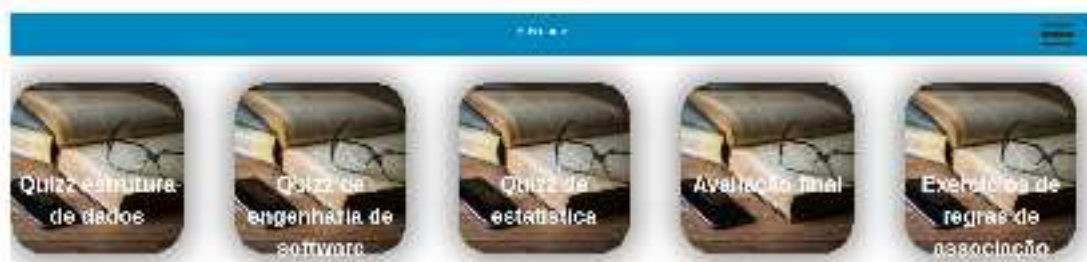 Quizz estrutura
de dados
Quizz de
engenharia de
software
Quizz de
estatística
Avaliação final
Exercícios de
regras de
associação